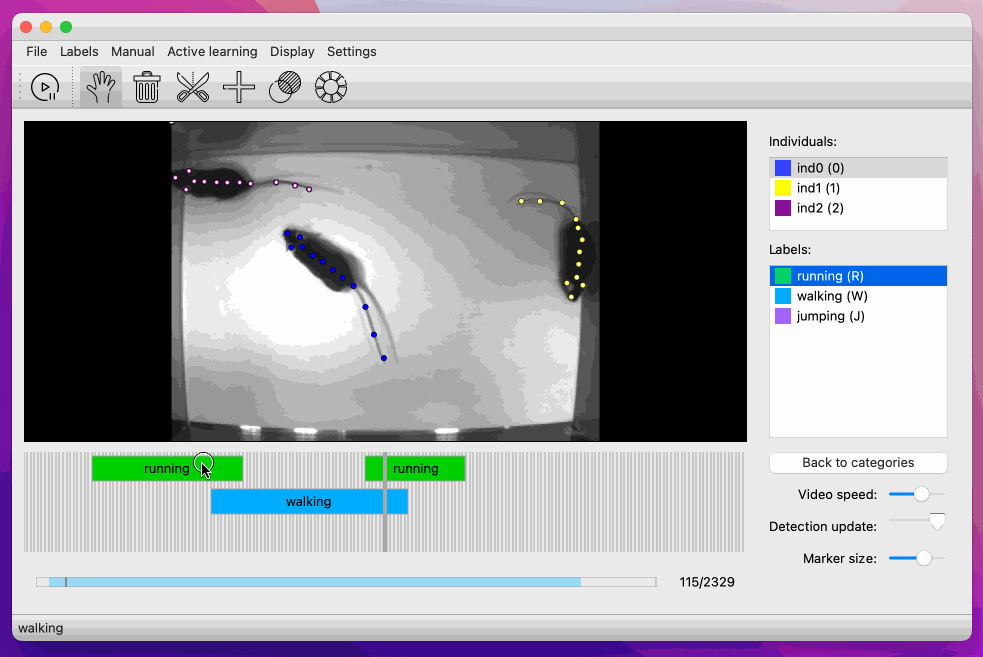 File Labels Manual Active learning Display Settings
Individuals:
ind0 (0)
ind1 (1)
ind2 (2)
Labels:
running (R)
walking (W)
jumping (J)
Back to categories
running running
walking
Video speed:
Detection update:
Marker size:
115/2329
walking